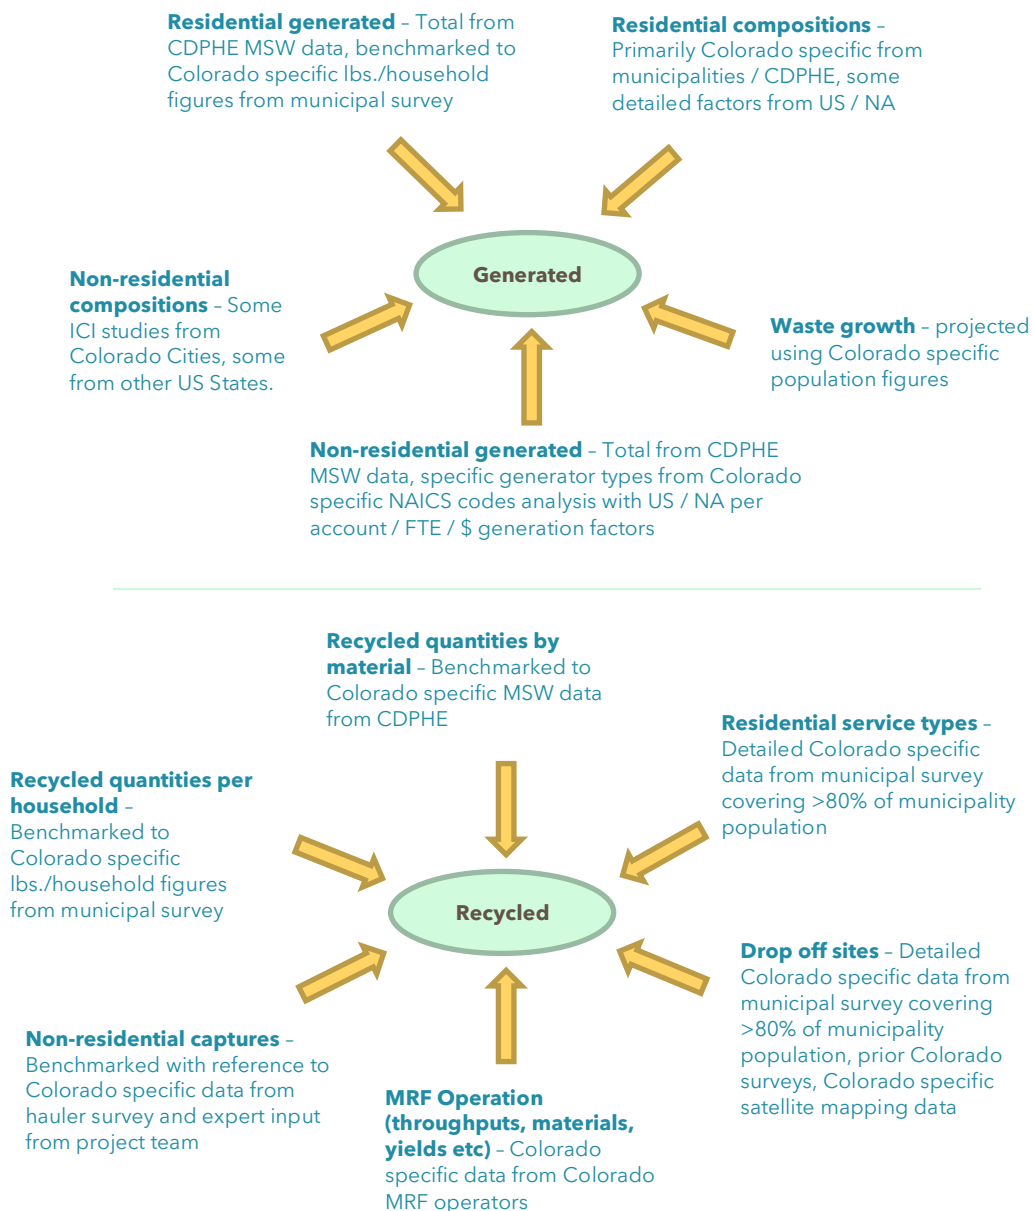 Residential generated – Total from
CDPHE MSW data, benchmarked to
Colorado specific lbs./household
figures from municipal survey
Residential compositions –
Primarily Colorado specific from
municipalities / CDPHE, some
detailed factors from US / NA
Generated
Non-residential
compositions – Some
ICI studies from
Colorado Cities, some
from other US States.
Waste growth – projected
using Colorado specific
population figures
Non-residential generated – Total from CDPHE
MSW data, specific generator types from Colorado
specific NAICS codes analysis with US / NA per
account / FTE / $ generation factors
Recycled quantities by
material – Benchmarked to
Colorado specific MSW data
from CDPHE
Residential service types –
Detailed Colorado specific
data from municipal survey
covering >80% of municipality
population
Recycled quantities per
household –
Benchmarked to
Colorado specific
lbs./household figures
from municipal survey
Recycled
Drop off sites – Detailed
Colorado specific data from
municipal survey covering
>80% of municipality
population, prior Colorado
surveys, Colorado specific
satellite mapping data
Non-residential captures –
Benchmarked with reference to
Colorado specific data from
hauler survey and expert input
from project team
MRF Operation
(throughputs, materials,
yields etc) – Colorado
specific data from Colorado
MRF operators